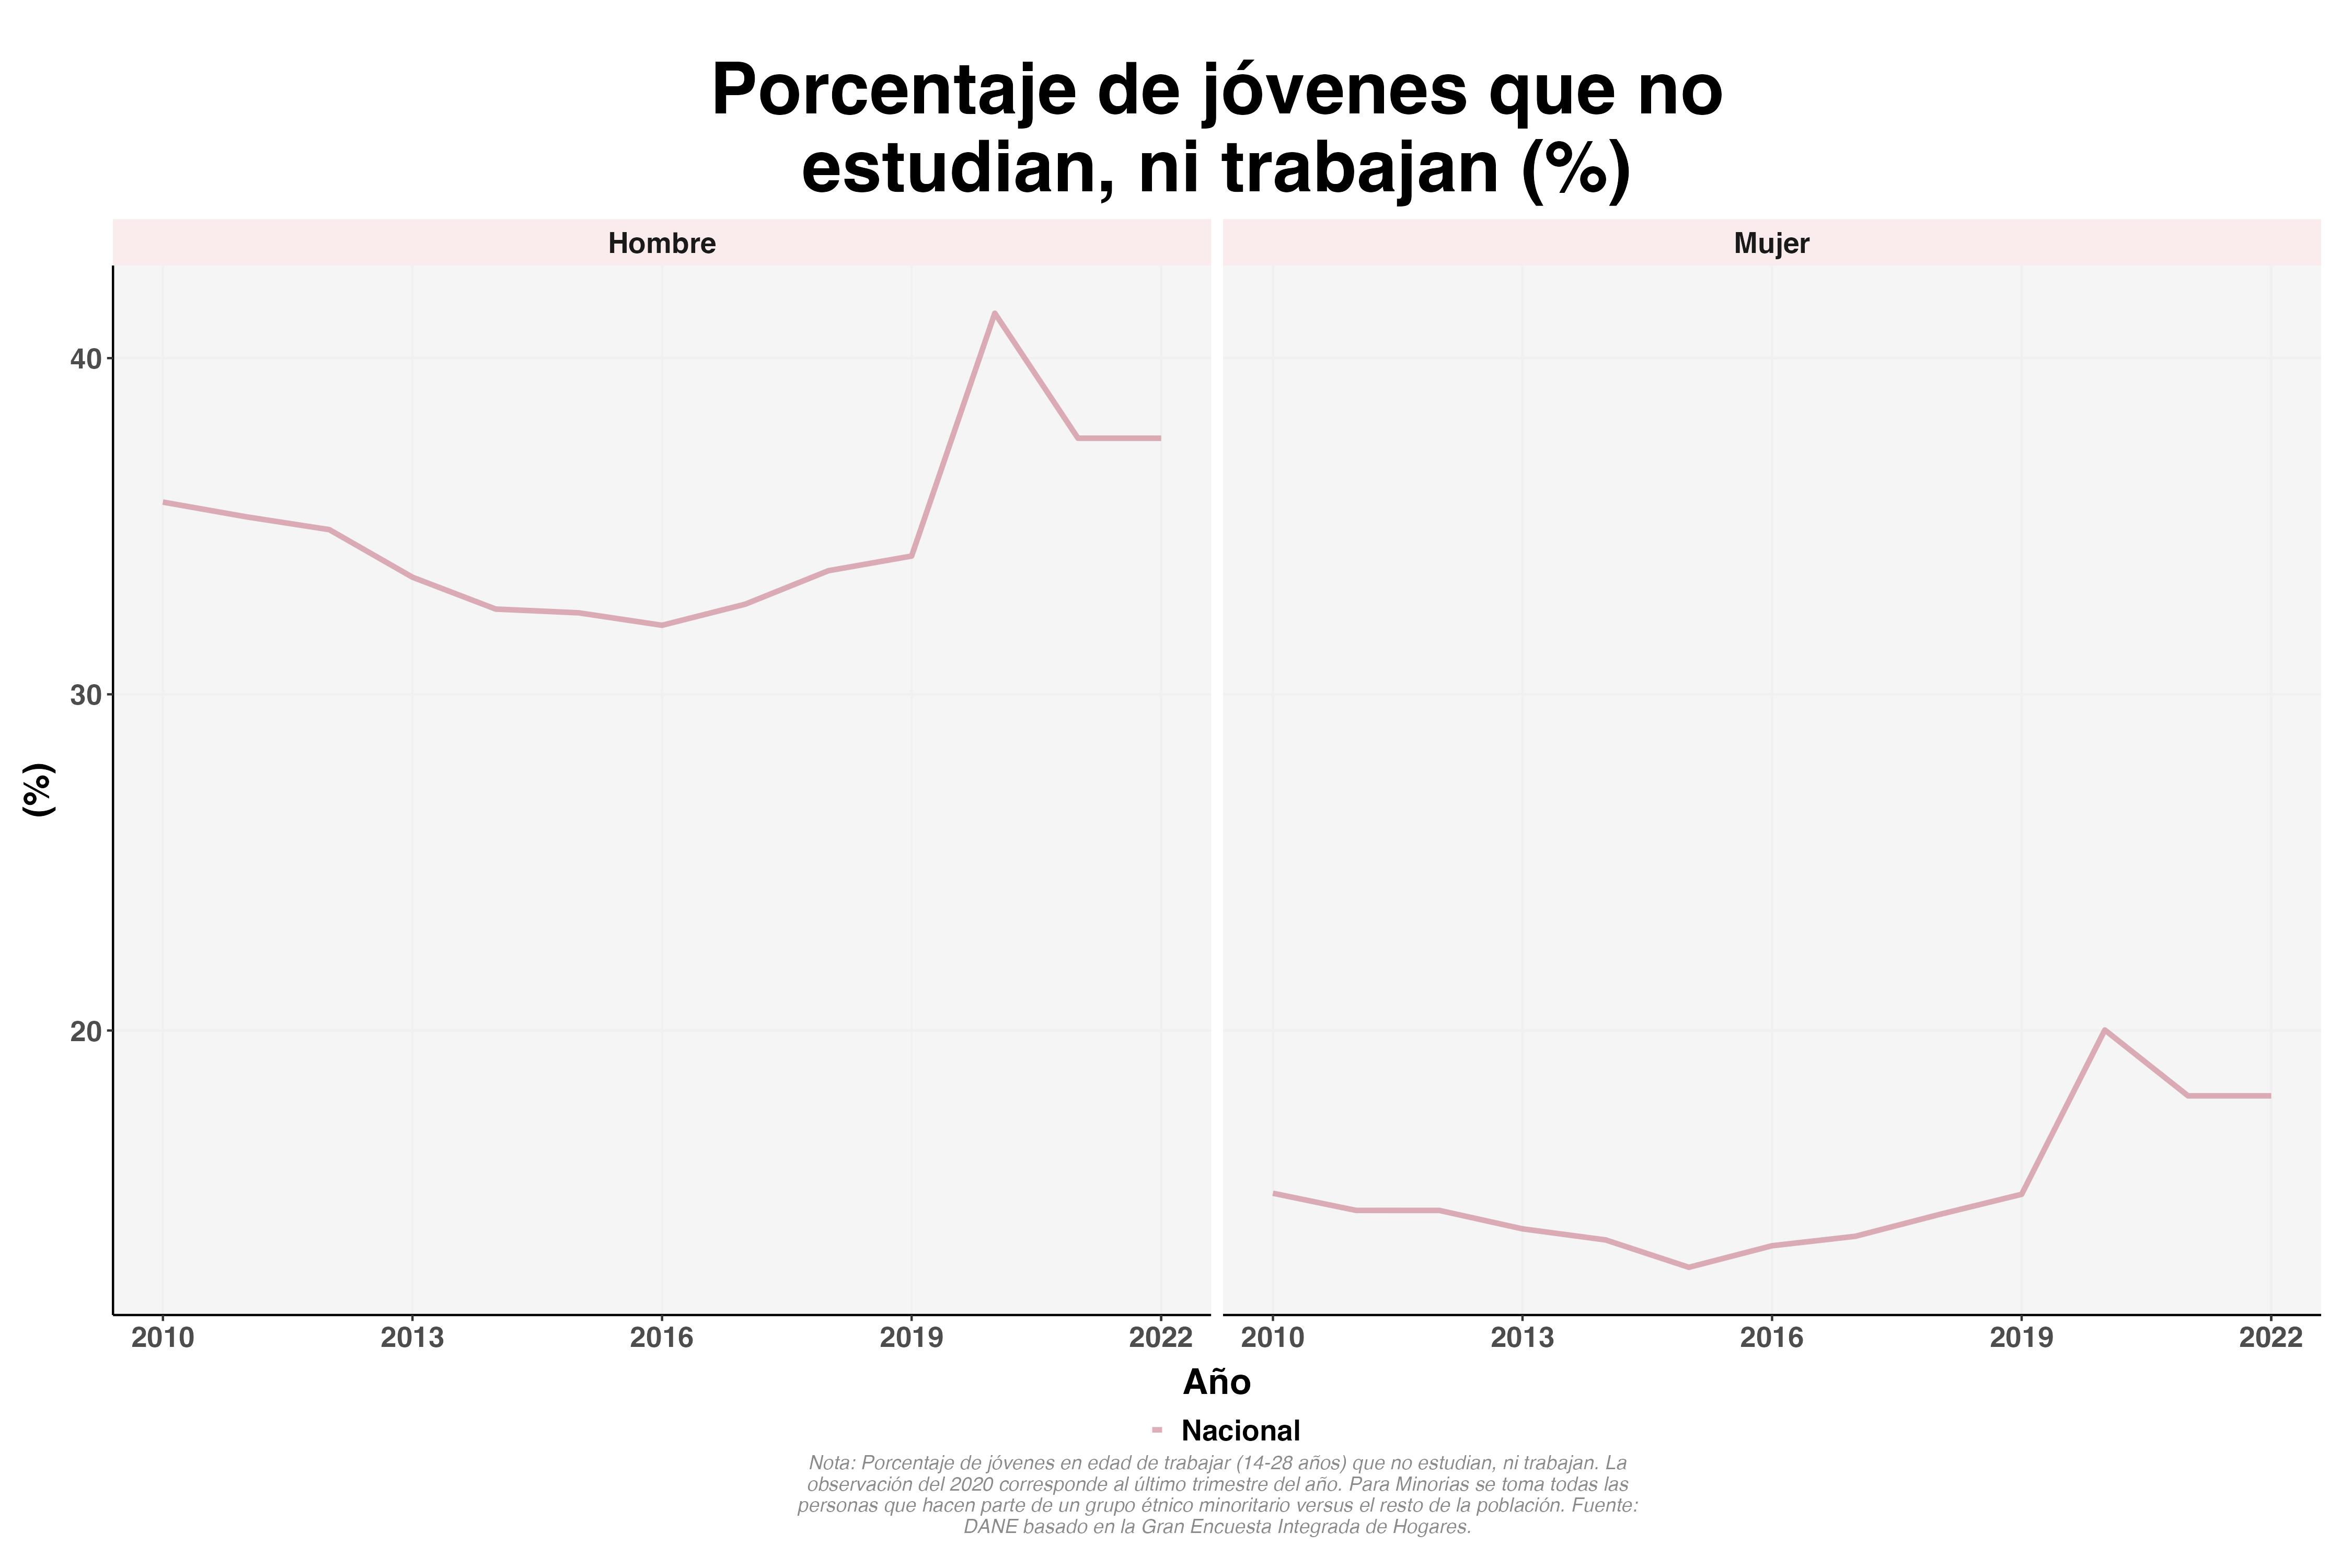 Porcentaje de jóvenes que no
estudian, ni trabajan (%)
Hombre
Mujer
40
30
20
(%)
2010
2013
2016
2019
2022
2010
2013
2016
2019
2022
Año
Nacional
Nota: Porcentaje de jóvenes en edad de trabajar (14-28 años) que no estudian, ni trabajan. La
observación del 2020 corresponde al último trimestre del año. Para Minorias se toma todas las
personas que hacen parte de un grupo étnico minoritario versus el resto de la población. Fuente:
DANE basado en la Gran Encuesta Integrada de Hogares.